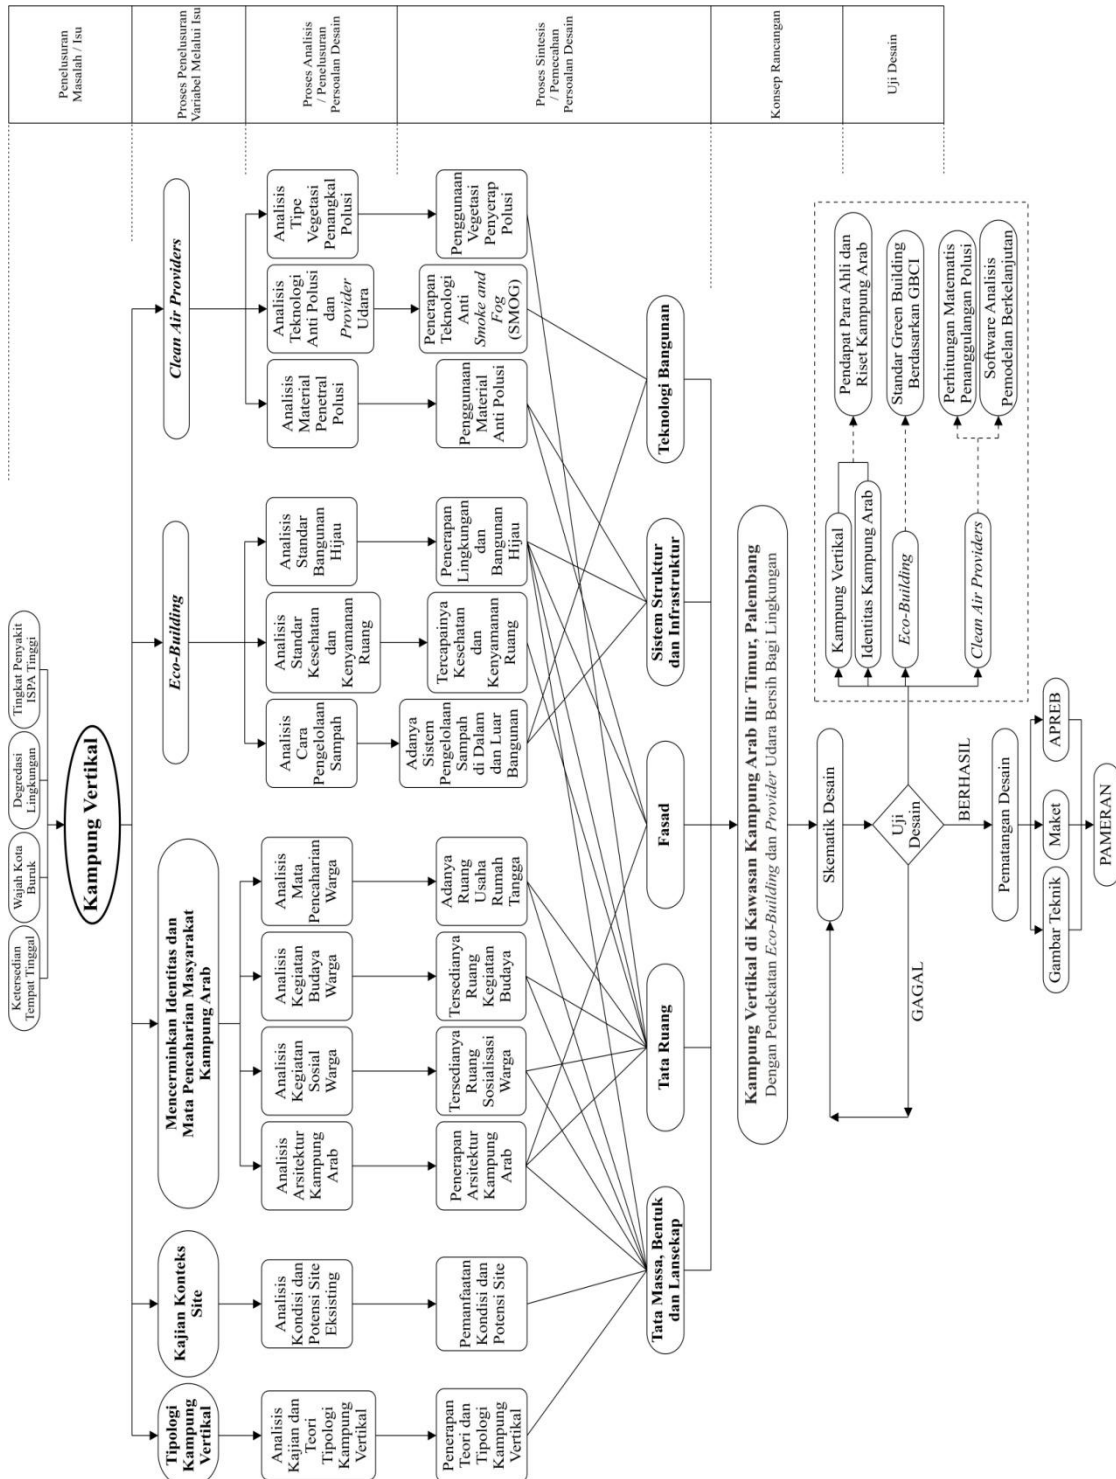 Ketersedian
Tempat Tinggal
Wajah Kota
Buruk
Degredasi
Lingkungan
Tingkat Penyakit
ISPA Tinggi
Penelusuran
Masalah / Isu
Kampung Vertikal
Tipologi
Kampung
Vertikal
Kajian Konteks
Site
Mencerminkan Identitas dan
Mata Pencaharian Masyarakat
Kampung Arab
Eco-Building
Clean Air Providers
Proses Penelusuran
Variabel Melalui Isu
Analisis
Kajian dan
Teori
Tipologi
Kampung
Vertikal
Analisis
Kondisi dan
Potensi Site
Eksisting
Analisis
Arsitektur
Kampung
Arab
Analisis
Kegiatan
Sosial
Warga
Analisis
Kegiatan
Budaya
Warga
Analisis
Mata
Pencaharian
Warga
Analisis
Cara
Pengelolaan
Sampah
Analisis
Standar
Kesehatan
dan
Kenyamanan
Ruang
Analisis
Standar
Bangunan
Hijau
Analisis
Material
Penetral
Polusi
Analisis
Teknologi
Anti Polusi
dan
Provider
Udara
Analisis
Tipe
Vegetasi
Penangkal
Polusi
Proses Analisis
/ Penelusuran
Persoalan Desain
Penerapan
Teori dan
Tipologi
Kampung
Vertikal
Pemanfaatan
Kondisi dan
Potensi Site
Penerapan
Arsitektur
Kampung
Arab
Tersedianya
Ruang
Sosialisasi
Warga
Tersedianya
Ruang
Kegiatan
Budaya
Adanya
Ruang
Usaha
Rumah
Tangga
Adanya
Sistem
Pengelolaan
Sampah
di Dalam
dan Luar
Bangunan
Tercapainya
Kesehatan
dan
Kenyamanan
Ruang
Penerapan
Lingkungan
dan
Bangunan
Hijau
Penggunaan
Material
Anti Polusi
Penerapan
Teknologi
Anti
Smoke and
Fog
(SMOG)
Penggunaan
Vegetasi
Penyerap
Polusi
Proses Sintesis
/ Pemecahan
Persoalan Desain
Tata Massa, Bentuk
dan Lansekap
Tata Ruang
Fasad
Sistem Struktur
dan Infrastruktur
Teknologi Bangunan
Kampung Vertikal di Kawasan Kampung Arab Ilir Timur, Palembang
Dengan Pendekatan Eco-Building dan Provider Udara Bersih Bagi Lingkungan
Konsep Rancangan
Skematik Desain
Uji
Desain
GAGAL
BERHASIL
Kampung Vertikal
Identitas Kampung Arab
Eco-Building
Clean Air Providers
Pendapat Para Ahli dan
Riset Kampung Arab
Standar Green Building
Berdasarkan GBCI
Perhitungan Matematis
Penanggulangan Polusi
Software Analisis
Pemodelan Berkelanjutan
Uji Desain
Pematangan Desain
Gambar Teknik
Maket
APREB
PAMERAN